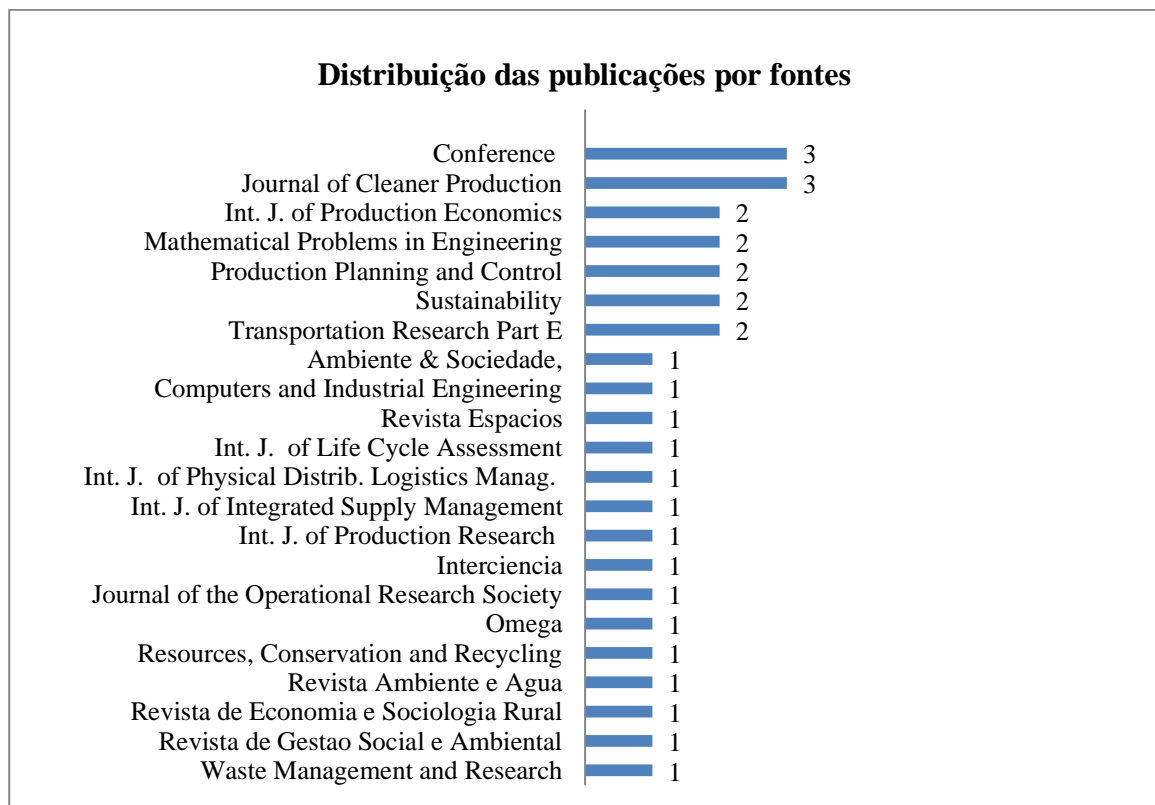 Distribuição das publicações por fontes
Conference 3
Journal of Cleaner Production 3
Int. J. of Production Economics 2
Mathematical Problems in Engineering 2
Production Planning and Control 2
Sustainability 2
Transportation Research Part E 2
Ambiente & Sociedade, 1
Computers and Industrial Engineering 1
Revista Espacios 1
Int. J.  of Life Cycle Assessment 1
Int. J.  of Physical Distrib. Logistics Manag. 1
Int. J. of Integrated Supply Management 1
Int. J. of Production Research 1
Interciencia 1
Journal of the Operational Research Society 1
Omega 1
Resources, Conservation and Recycling 1
Revista Ambiente e Agua 1
Revista de Economia e Sociologia Rural 1
Revista de Gestao Social e Ambiental 1
Waste Management and Research 1